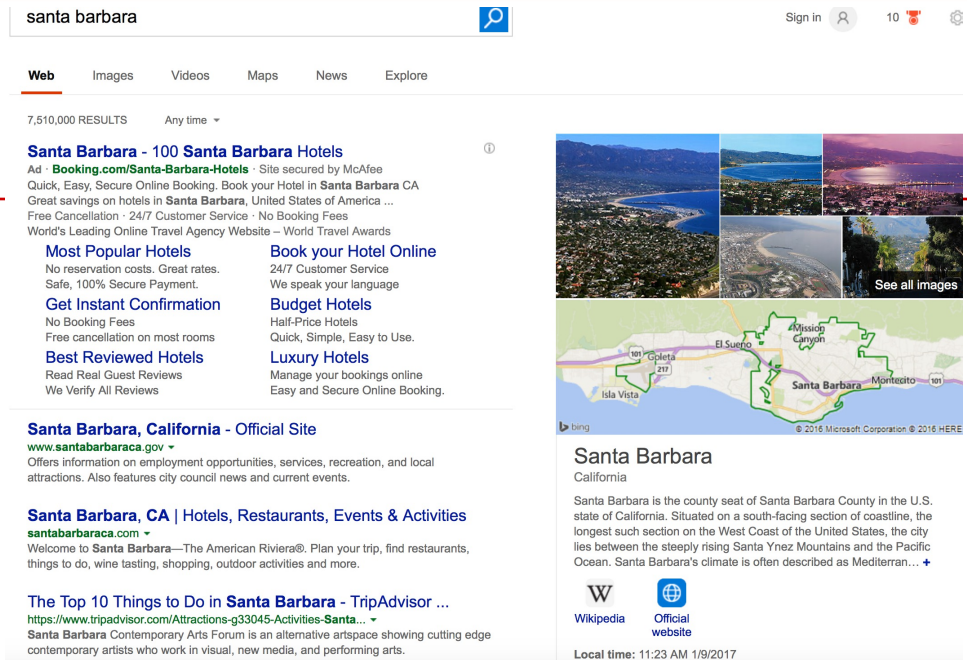 santa barbara
Sign in
10
Web Images Videos Maps News Explore
7,510,000 RESULTS Any time
Santa Barbara - 100 Santa Barbara Hotels
Ad · Booking.com/Santa-Barbara-Hotels · Site secured by McAfee
Quick, Easy, Secure Online Booking. Book your Hotel in Santa Barbara CA
Great savings on hotels in Santa Barbara, United States of America ...
Free Cancellation · 24/7 Customer Service · No Booking Fees
World's Leading Online Travel Agency Website – World Travel Awards
Most Popular Hotels
No reservation costs. Great rates.
Safe, 100% Secure Payment.
Book your Hotel Online
24/7 Customer Service
We speak your language
Get Instant Confirmation
No Booking Fees
Free cancellation on most rooms
Budget Hotels
Half-Price Hotels
Quick, Simple, Easy to Use.
Best Reviewed Hotels
Read Real Guest Reviews
We Verify All Reviews
Luxury Hotels
Manage your bookings online
Easy and Secure Online Booking.
Santa Barbara, California - Official Site
www.santabarbaraca.gov
Offers information on employment opportunities, services, recreation, and local
attractions. Also features city council news and current events.
Santa Barbara, CA | Hotels, Restaurants, Events & Activities
santabarbaraca.com
Welcome to Santa Barbara—The American Riviera®. Plan your trip, find restaurants,
things to do, wine tasting, shopping, outdoor activities and more.
The Top 10 Things to Do in Santa Barbara - TripAdvisor ...
https://www.tripadvisor.com/Attractions-g33045-Activities-Santa...
Santa Barbara Contemporary Arts Forum is an alternative artspace showing cutting edge
contemporary artists who work in visual, new media, and performing arts.
See all images
Mission
Canyon
El Sueno
101
Goleta
217
Isla Vista
Santa Barbara
Montecito
101
bing
© 2016 Microsoft Corporation © 2016 HERE
Santa Barbara
California
Santa Barbara is the county seat of Santa Barbara County in the U.S.
state of California. Situated on a south-facing section of coastline, the
longest such section on the West Coast of the United States, the city
lies between the steeply rising Santa Ynez Mountains and the Pacific
Ocean. Santa Barbara's climate is often described as Mediterran... +
W
Wikipedia
Official
website
Local time: 11:23 AM 1/9/2017